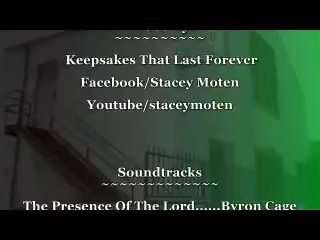 ~~~~~~~~~~
Keepsakes That Last Forever
Facebook/Stacey Moten
Youtube/staceymoten
Soundtracks
~~~~~~~~~~~~~
The Presence Of The Lord......Byron Cage